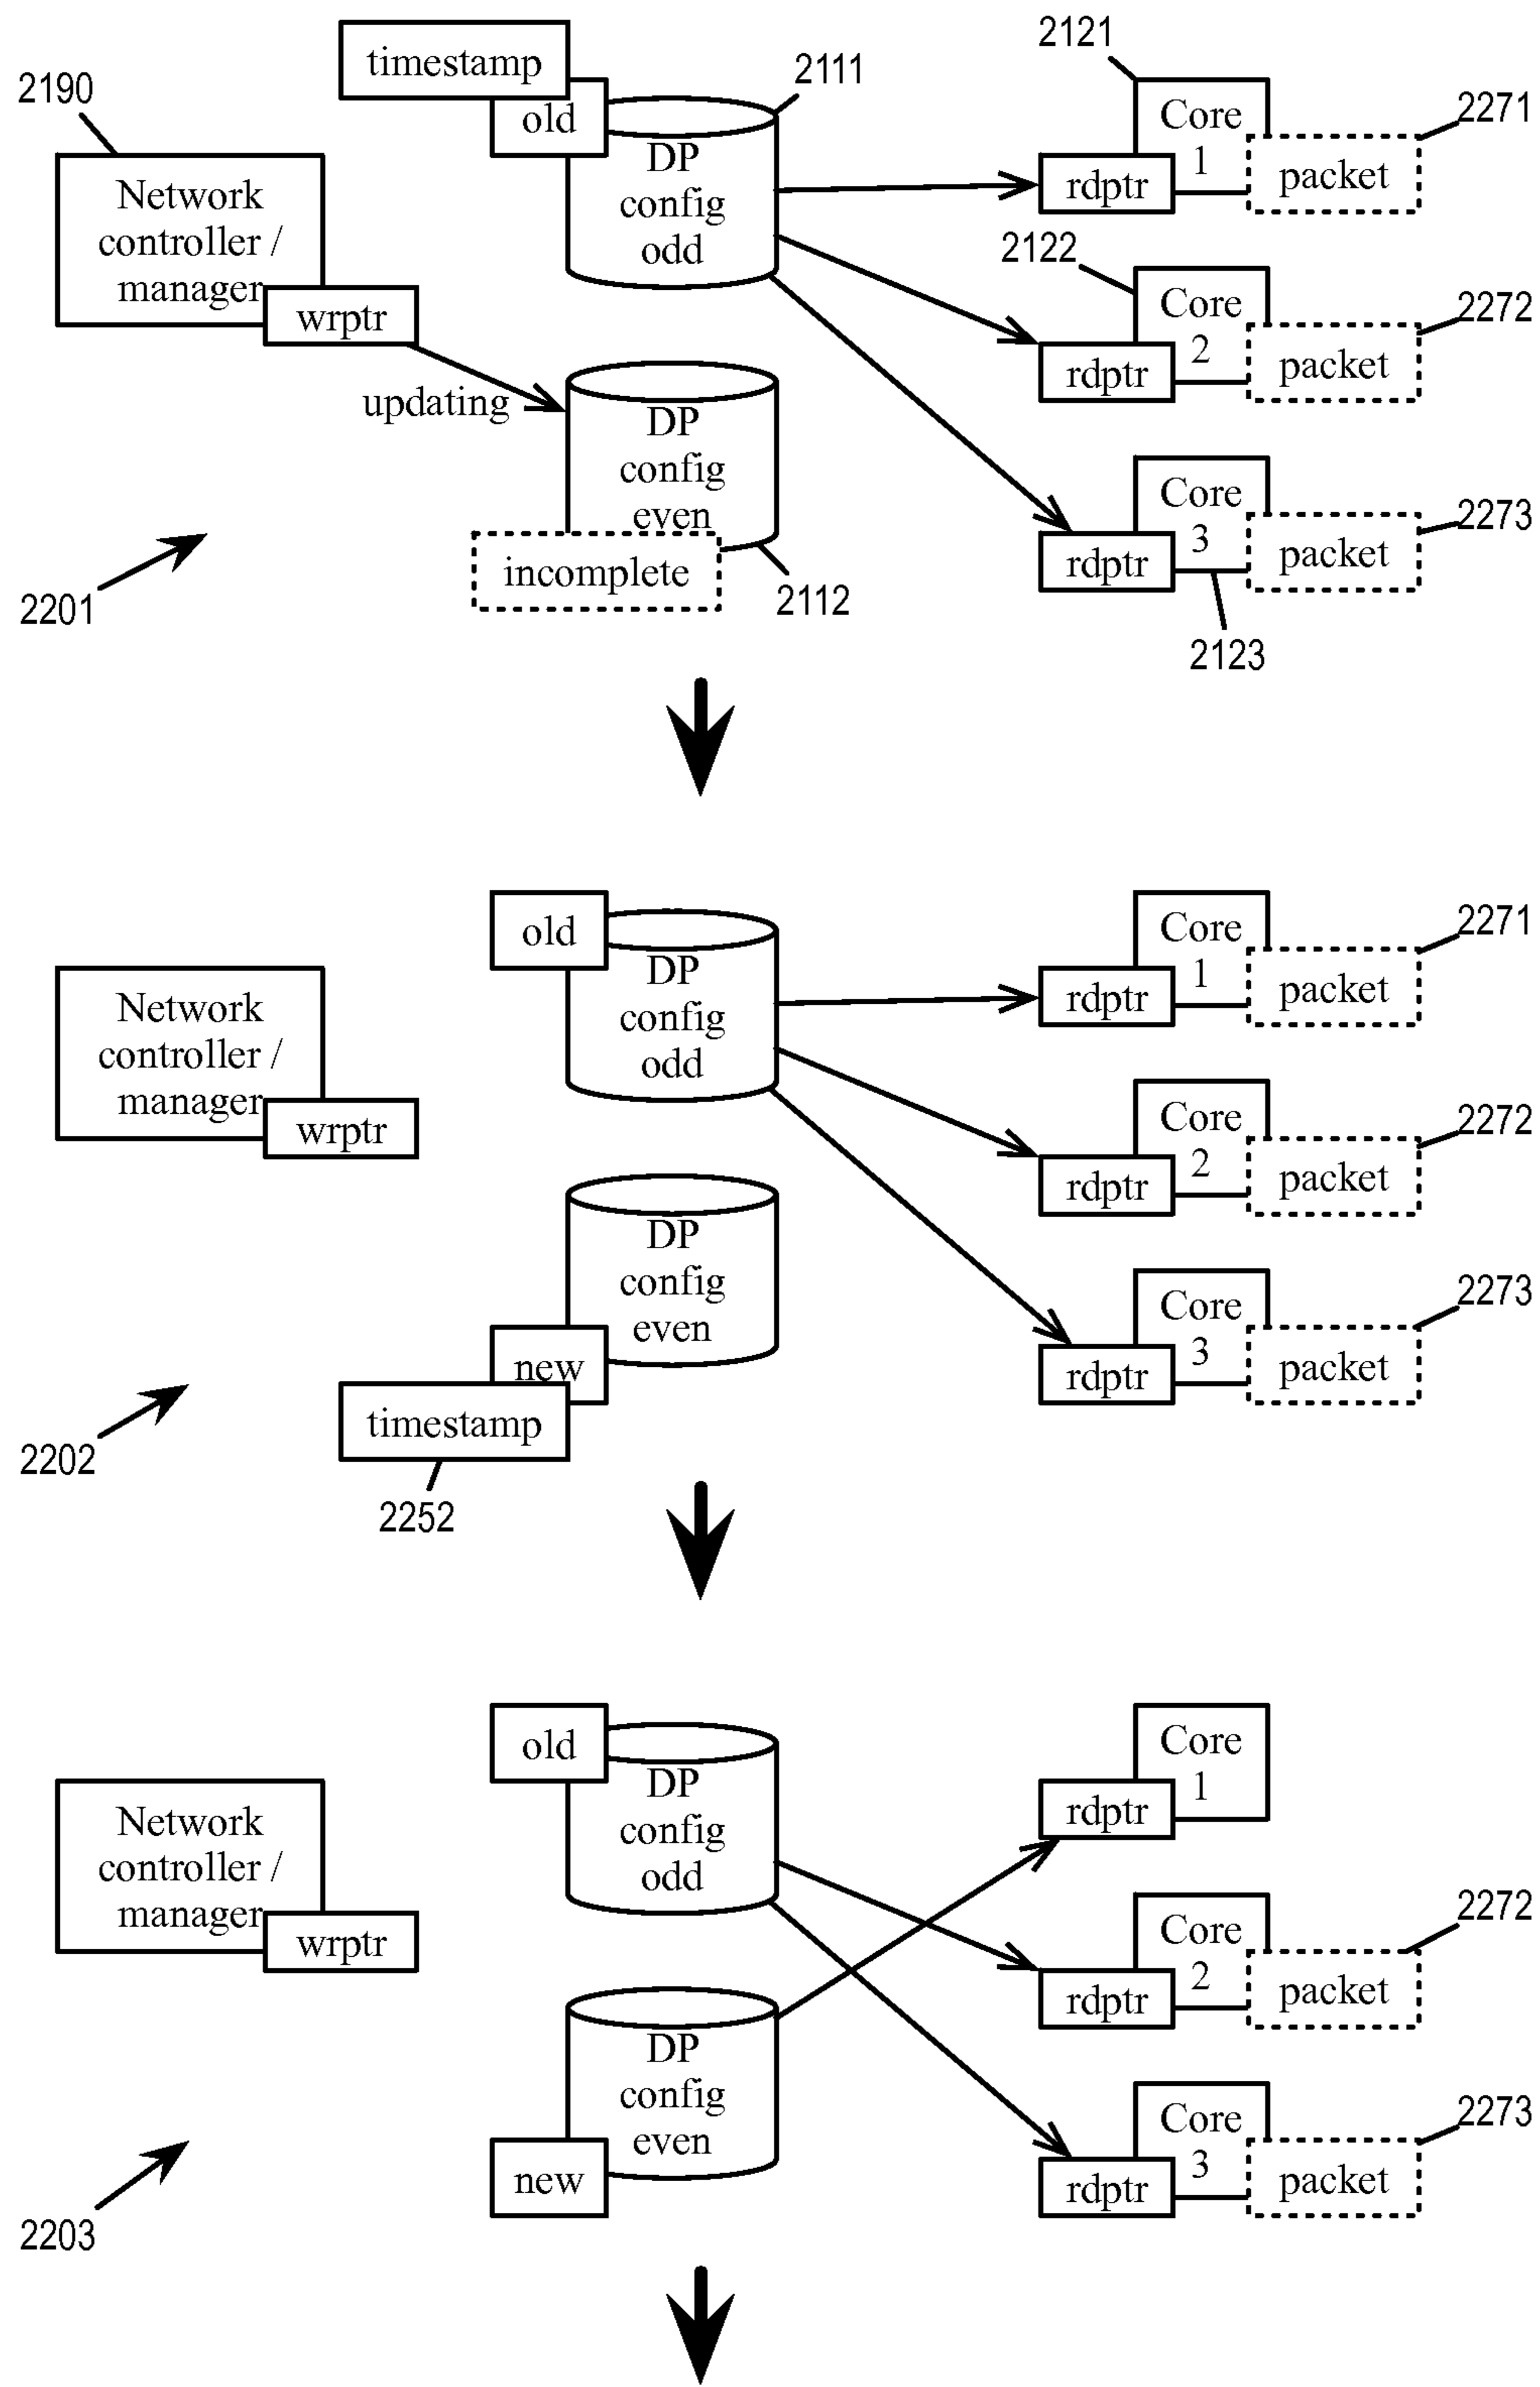 timestamp
old
2111
2121
2190
DP
config
odd
Core
1
rdptr
packet
2271
Network
controller /
manager
wrptr
updating
2122
Core
2
rdptr
packet
2272
DP
config
even
incomplete
2112
Core
3
rdptr
packet
2273
2123
2201
old
DP
config
odd
Core
1
rdptr
packet
2271
Network
controller /
manager
wrptr
Core
2
rdptr
packet
2272
DP
config
even
new
timestamp
2252
Core
3
rdptr
packet
2273
2202
old
DP
config
odd
Core
1
rdptr
Network
controller /
manager
wrptr
Core
2
rdptr
packet
2272
DP
config
even
new
Core
3
rdptr
packet
2273
2203